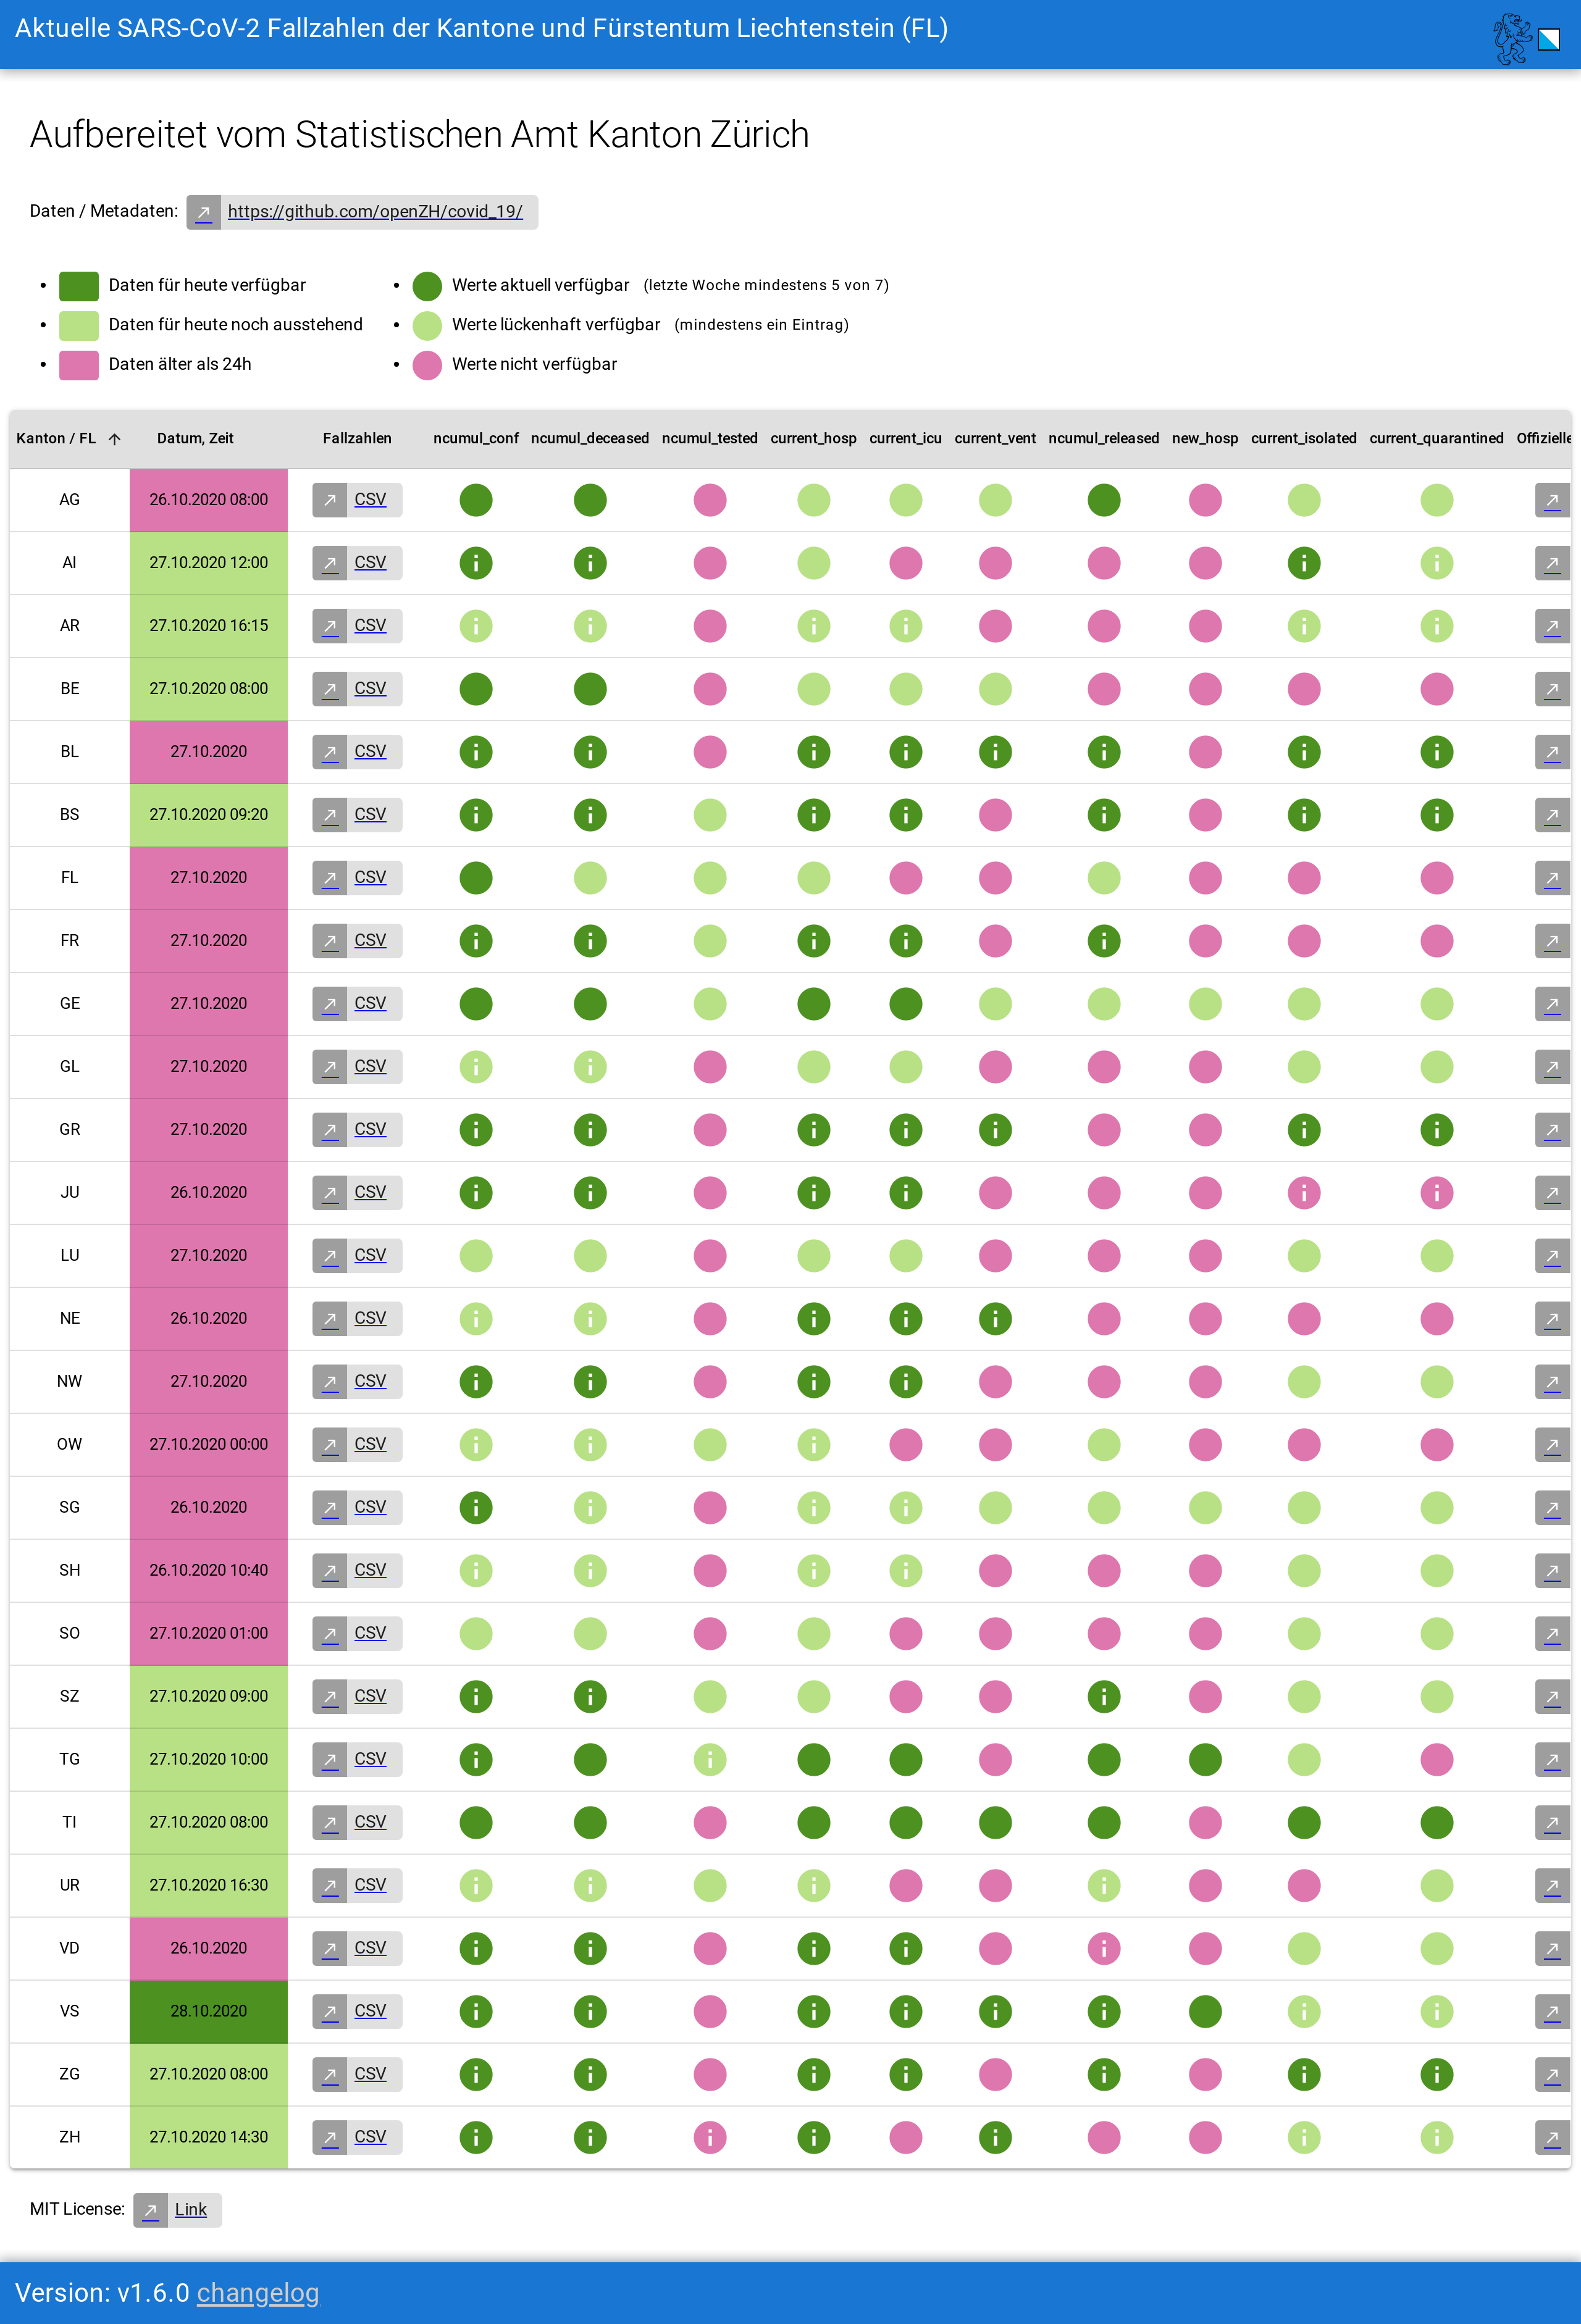 Aktuelle SARS-CoV-2 Fallzahlen der Kantone und Fürstentum Liechtenstein (FL)
Aufbereitet vom Statistischen Amt Kanton Zürich
Daten / Metadaten: ↗ https://github.com/openZH/covid_19/
Daten für heute verfügbar
Daten für heute noch ausstehend
Daten älter als 24h
Werte aktuell verfügbar (letzte Woche mindestens 5 von 7)
Werte lückenhaft verfügbar (mindestens ein Eintrag)
Werte nicht verfügbar
Kanton / FL ↑ Datum, Zeit Fallzahlen ncumul_conf ncumul_deceased ncumul_tested current_hosp current_icu current_vent ncumul_released new_hosp current_isolated current_quarantined Offizielle
AG 26.10.2020 08:00 ↗ CSV ↗
AI 27.10.2020 12:00 ↗ CSV i i i i ↗
AR 27.10.2020 16:15 ↗ CSV i i i i i i ↗
BE 27.10.2020 08:00 ↗ CSV ↗
BL 27.10.2020 ↗ CSV i i i i i i i i ↗
BS 27.10.2020 09:20 ↗ CSV i i i i i i i ↗
FL 27.10.2020 ↗ CSV ↗
FR 27.10.2020 ↗ CSV i i i i i ↗
GE 27.10.2020 ↗ CSV ↗
GL 27.10.2020 ↗ CSV i i ↗
GR 27.10.2020 ↗ CSV i i i i i i i ↗
JU 26.10.2020 ↗ CSV i i i i i i ↗
LU 27.10.2020 ↗ CSV ↗
NE 26.10.2020 ↗ CSV i i i i i ↗
NW 27.10.2020 ↗ CSV i i i i ↗
OW 27.10.2020 00:00 ↗ CSV i i i ↗
SG 26.10.2020 ↗ CSV i i i i ↗
SH 26.10.2020 10:40 ↗ CSV i i i i ↗
SO 27.10.2020 01:00 ↗ CSV ↗
SZ 27.10.2020 09:00 ↗ CSV i i i ↗
TG 27.10.2020 10:00 ↗ CSV i i ↗
TI 27.10.2020 08:00 ↗ CSV ↗
UR 27.10.2020 16:30 ↗ CSV i i i i ↗
VD 26.10.2020 ↗ CSV i i i i i ↗
VS 28.10.2020 ↗ CSV i i i i i i i i ↗
ZG 27.10.2020 08:00 ↗ CSV i i i i i i i ↗
ZH 27.10.2020 14:30 ↗ CSV i i i i i i i ↗
MIT License: ↗ Link
Version: v1.6.0 changelog